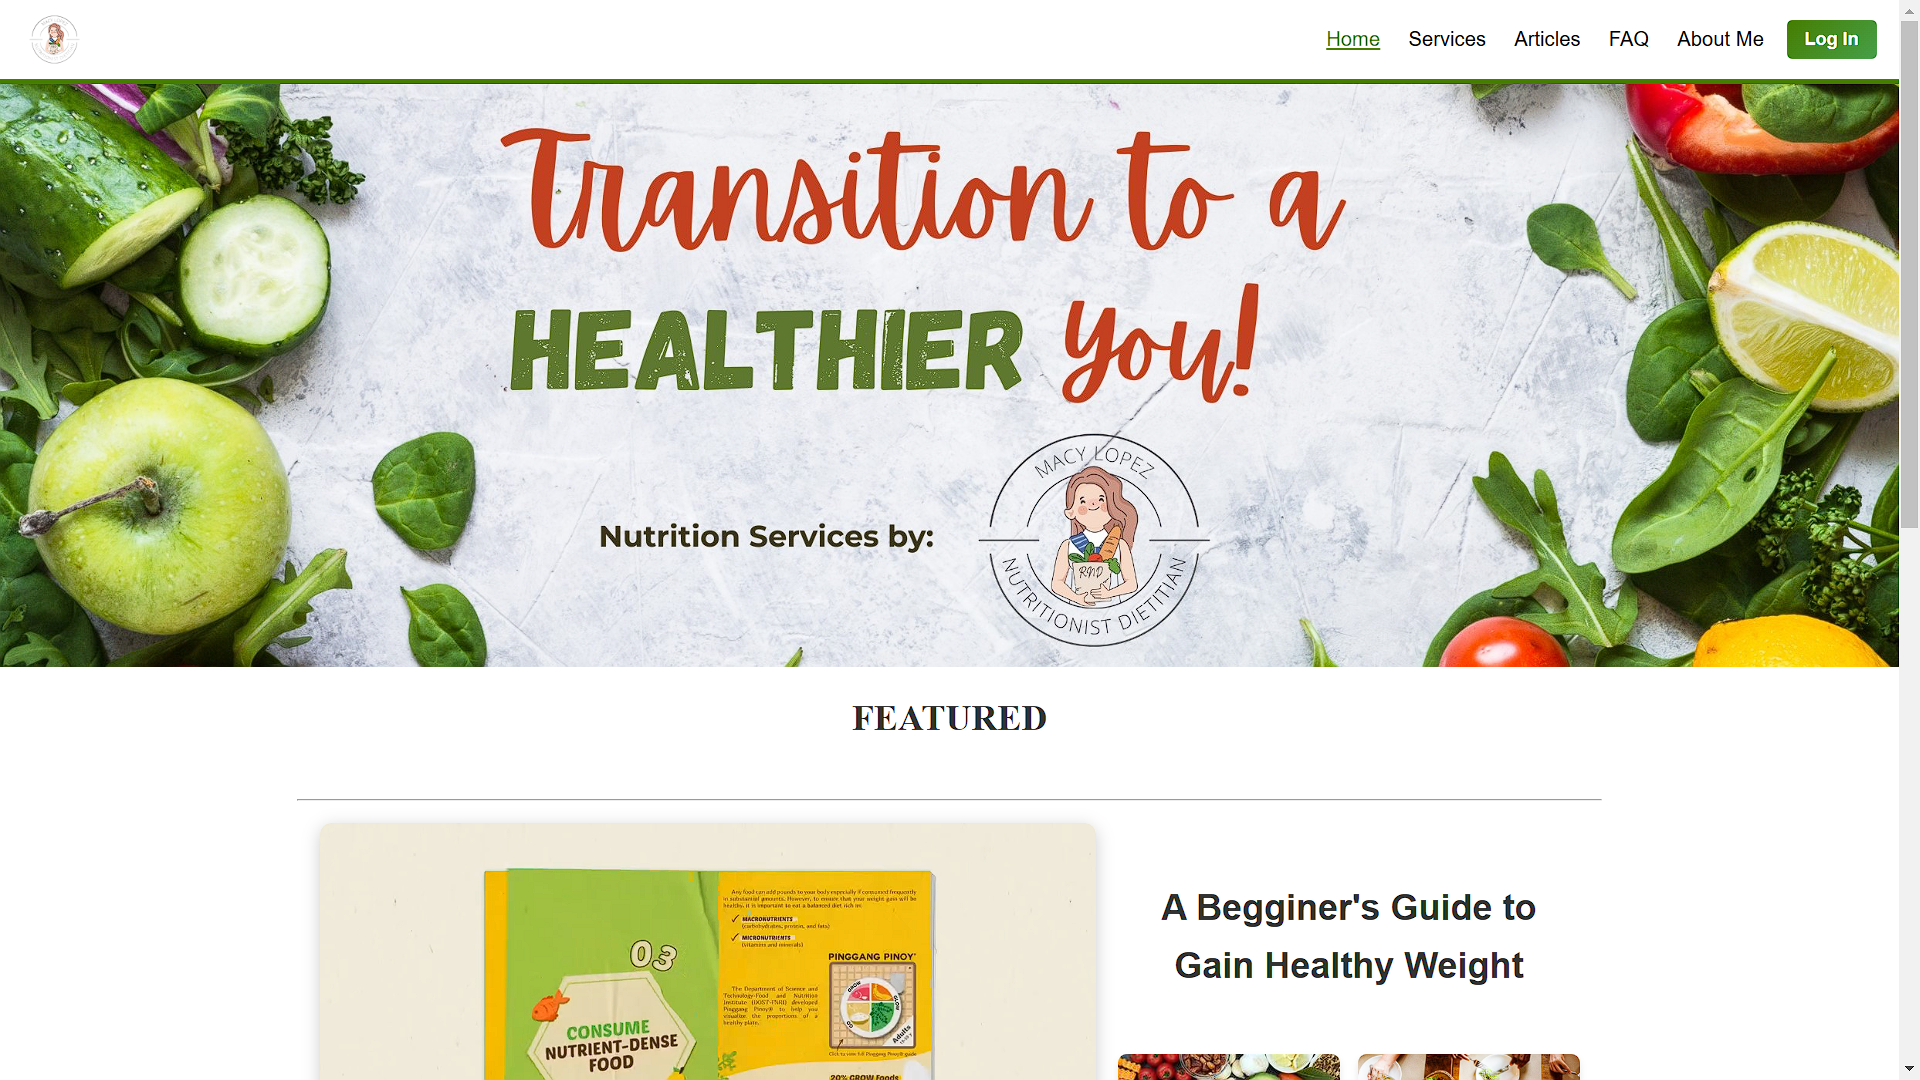 Home Services Articles FAQ About Me Log In
Transition to a
HEALTHIER you!
Nutrition Services by:
MACY LOPEZ
RND
NUTRITIONIST DIETITIAN
FEATURED
A Begginer's Guide to
Gain Healthy Weight
03
CONSUME
NUTRIENT-DENSE
FOOD
Any food can add pounds to your body especially if consumed frequently
in substantial amounts. However, to ensure that your weight gain will be
healthy, it is important to eat a balanced diet rich in:
MACRONUTRIENTS
(carbohydrates, protein, and fats)
MICRONUTRIENTS
(vitamins and minerals)
PINGGANG PINOY®
The Department of Science and
Technology-Food and Nutrition
Institute (DOST-FNRI) developed
Pinggang Pinoy® to help you
visualize the proportions of a
healthy plate.
GROW
GLOW
GO
Adults
Click to view full Pinggang Pinoy® guide
20% GROW Foods